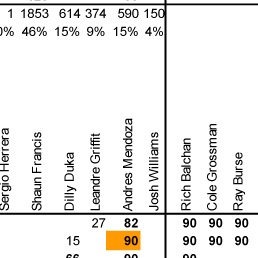 1 1853 614 374 590 150
0% 46% 15% 9% 15% 4%
Sergio Herrera
Shaun Francis
Dilly Duka
Leandre Griffit
Andres Mendoza
Josh Williams
Rich Balchan
Cole Grossman
Ray Burse
27 82 90 90 90
15 90 90 90 90